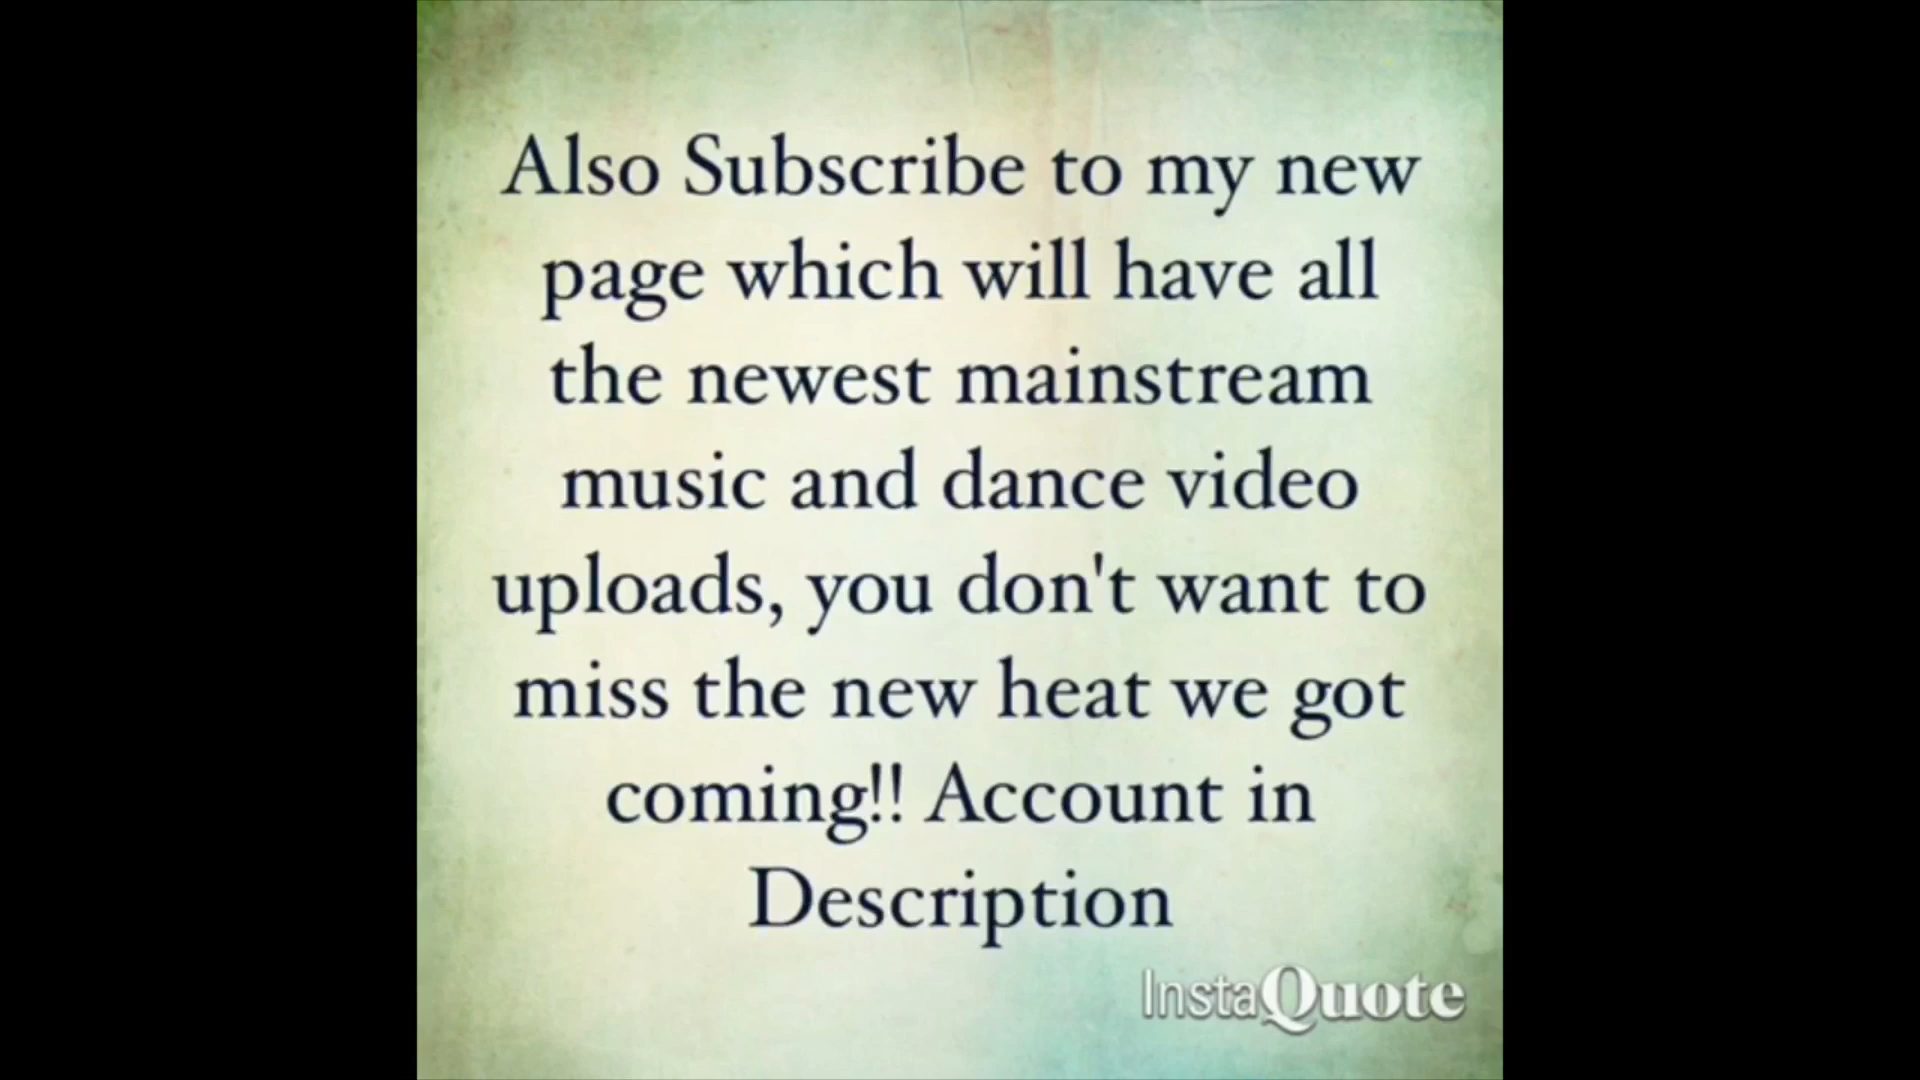 Also Subscribe to my new
page which will have all
the newest mainstream
music and dance video
uploads, you don't want to
miss the new heat we got
coming!! Account in
Description
InstaQuote